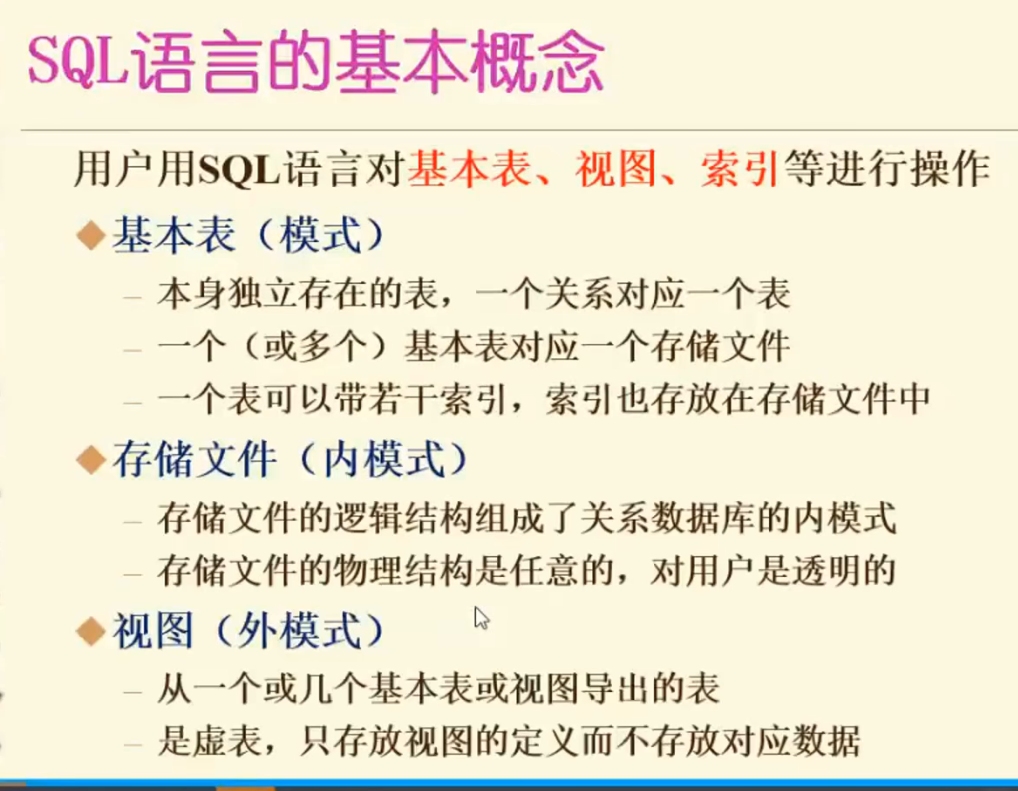 SQL语言的基本概念
用户用SQL语言对基本表、视图、索引等进行操作
◆基本表（模式）
– 本身独立存在的表，一个关系对应一个表
– 一个（或多个）基本表对应一个存储文件
– 一个表可以带若干索引，索引也存放在存储文件中
◆存储文件（内模式）
– 存储文件的逻辑结构组成了关系数据库的内模式
– 存储文件的物理结构是任意的，对用户是透明的
◆视图（外模式）
– 从一个或几个基本表或视图导出的表
– 是虚表，只存放视图的定义而不存放对应数据